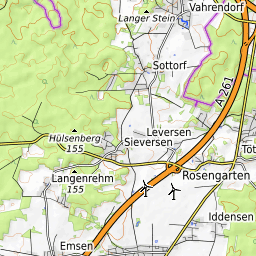 Vahrendorf
Langer Stein
Sottorf
A 261
Hülsenberg
155
Leversen
Sieversen
Langenrehm
155
Rosengarten
Iddensen
Emsen